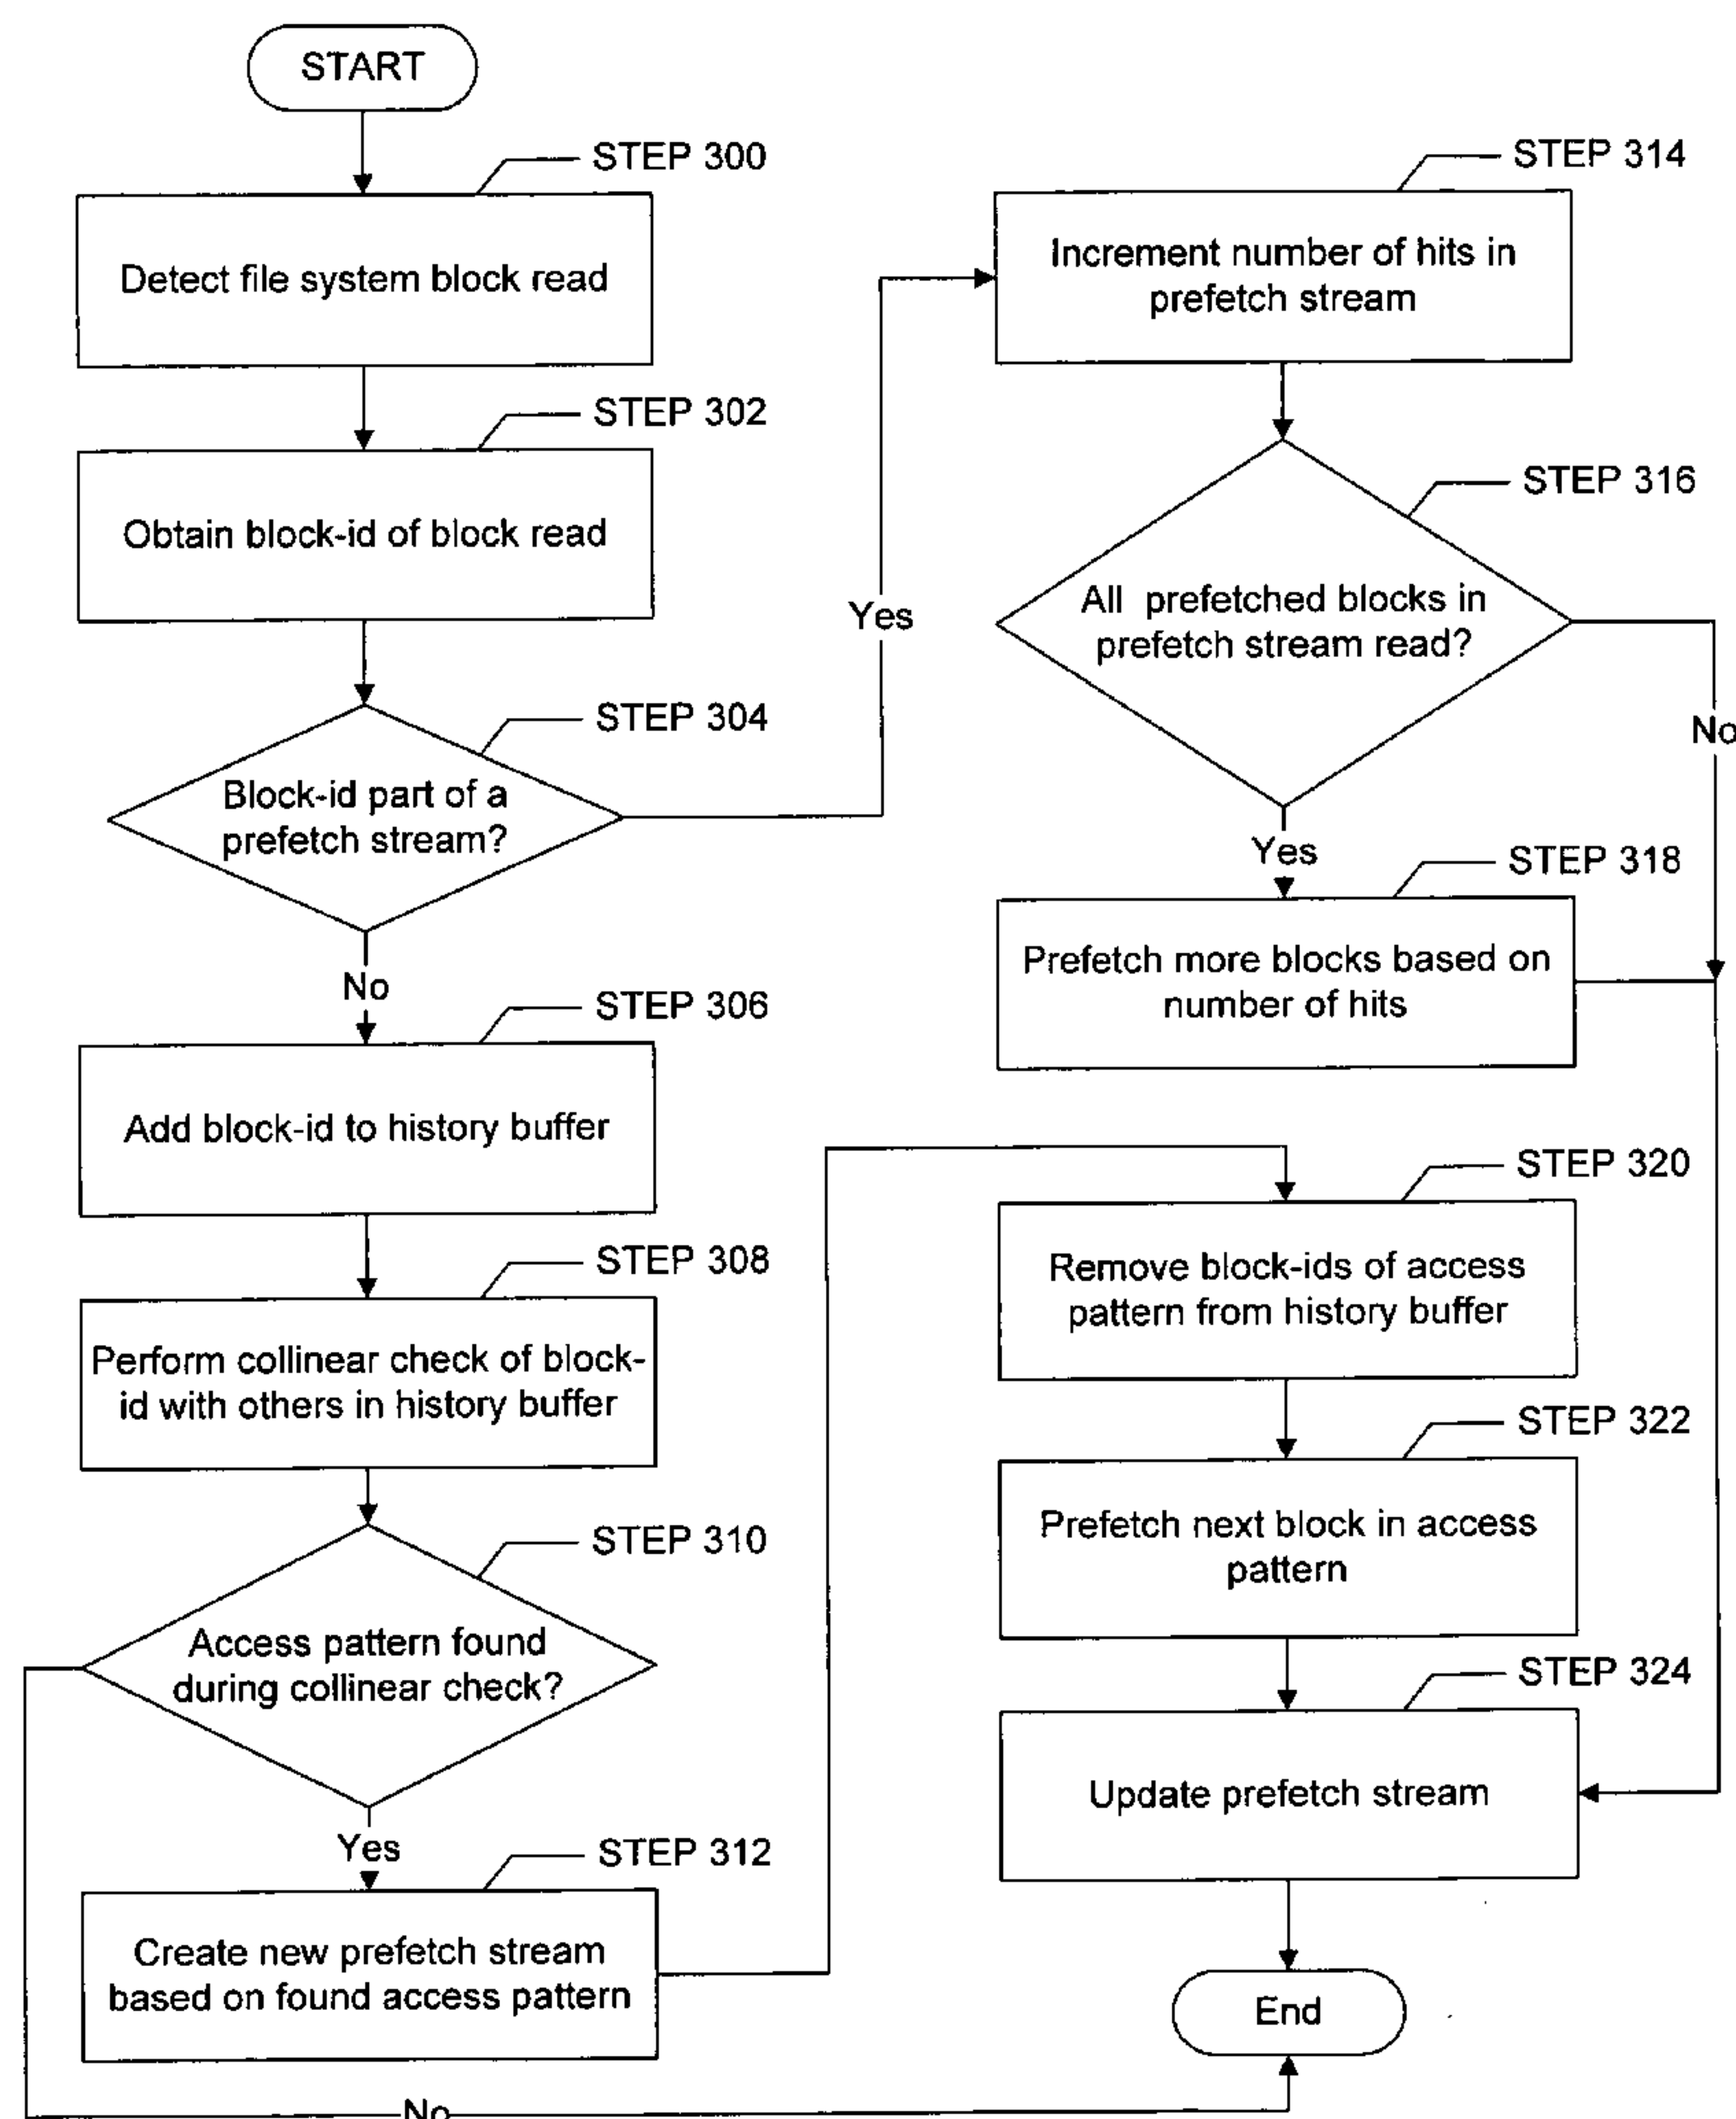 START
STEP 300
Detect file system block read
STEP 302
Obtain block-id of block read
STEP 304
Block-id part of a
prefetch stream?
Yes
No
STEP 306
Add block-id to history buffer
STEP 308
Perform collinear check of block-
id with others in history buffer
STEP 310
Access pattern found
during collinear check?
Yes
STEP 312
Create new prefetch stream
based on found access pattern
No
STEP 314
Increment number of hits in
prefetch stream
STEP 316
All prefetched blocks in
prefetch stream read?
No
Yes
STEP 318
Prefetch more blocks based on
number of hits
STEP 320
Remove block-ids of access
pattern from history buffer
STEP 322
Prefetch next block in access
pattern
STEP 324
Update prefetch stream
End